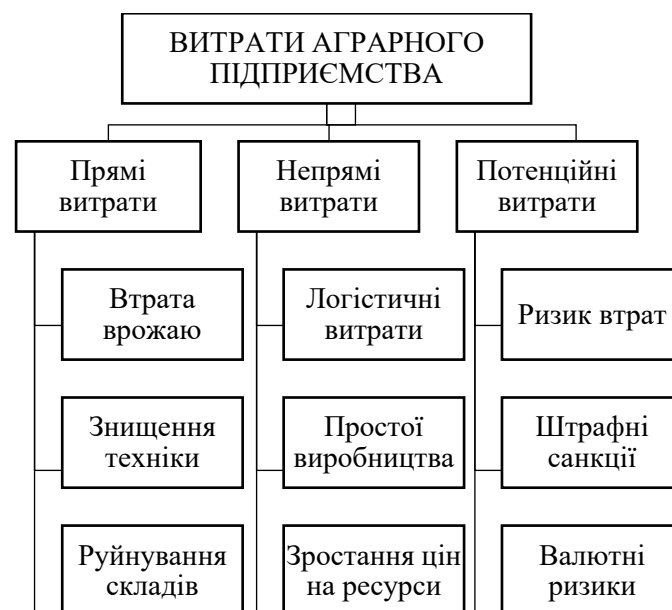 ВИТРАТИ АГРАРНОГО
ПІДПРИЄМСТВА
Прямі
витрати
Непрямі
витрати
Потенційні
витрати
Втрата
врожаю
Логістичні
витрати
Ризик втрат
Знищення
техніки
Простої
виробництва
Штрафні
санкції
Руйнування
складів
Зростання цін
на ресурси
Валютні
ризики